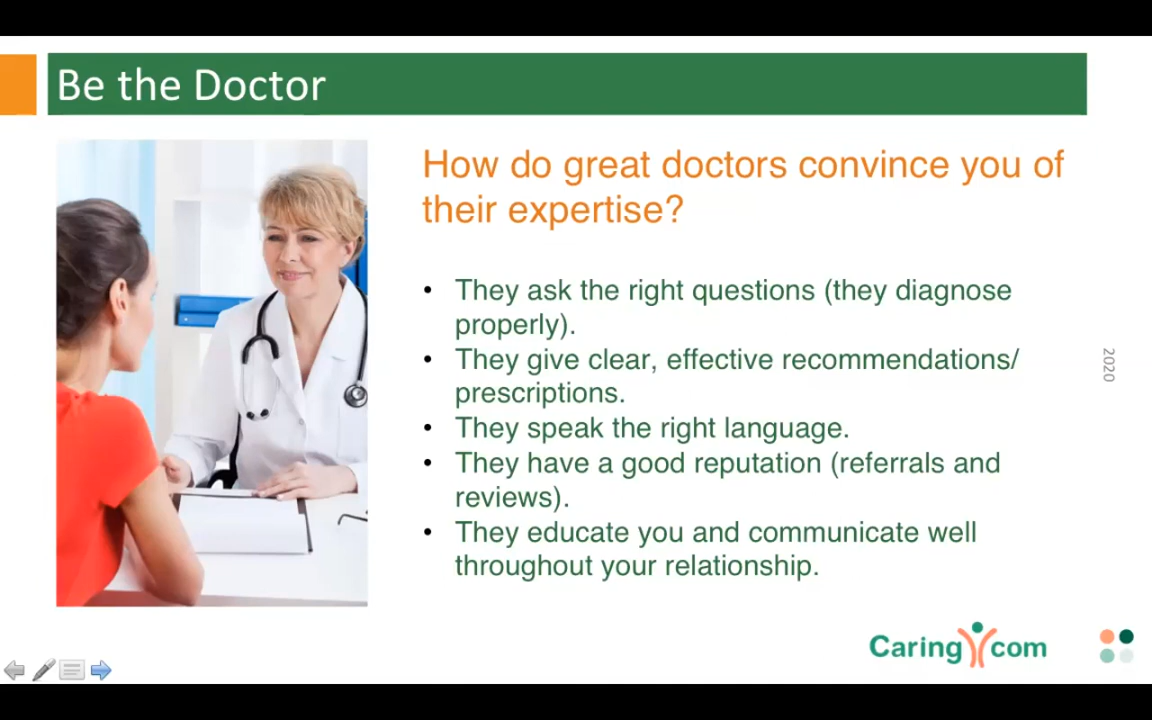 Be the Doctor
How do great doctors convince you of
their expertise?
• They ask the right questions (they diagnose
properly).
• They give clear, effective recommendations/
prescriptions.
• They speak the right language.
• They have a good reputation (referrals and
reviews).
• They educate you and communicate well
throughout your relationship.
2020
Caring com